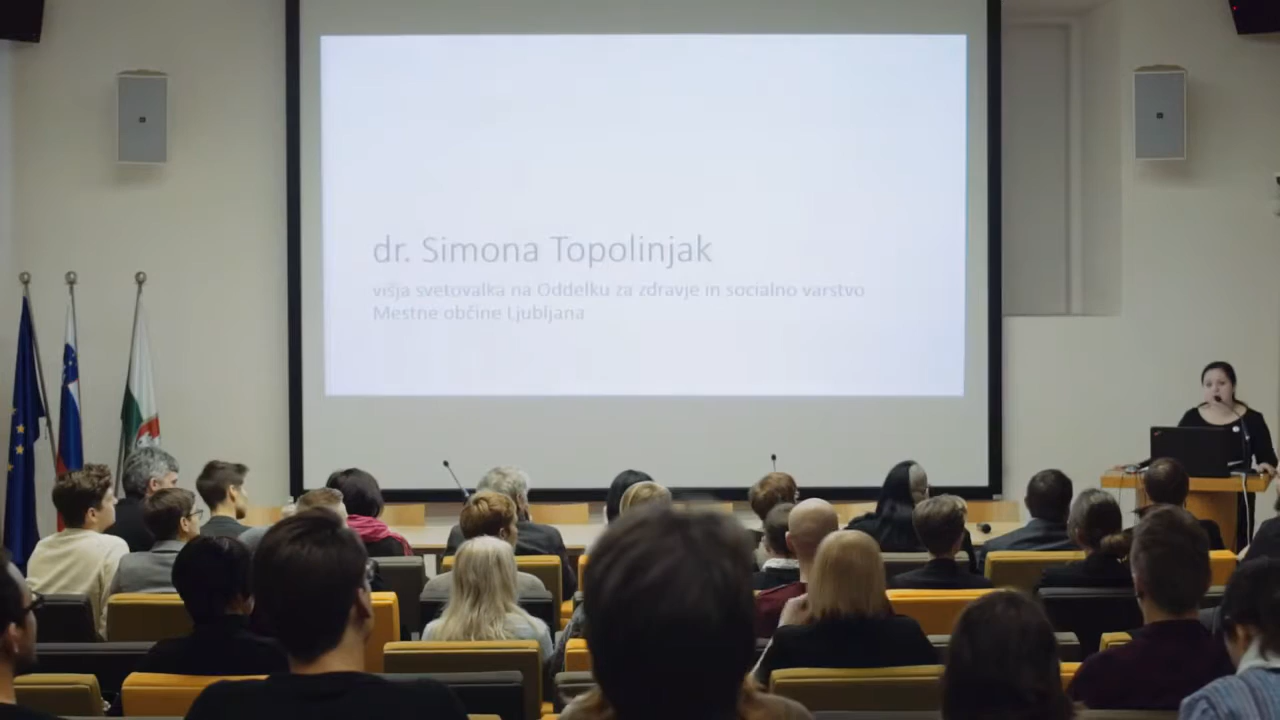 dr. Simona Topolinjak
višja svetovalka na Oddelku za zdravje in socialno varstvo
Mestne občine Ljubljana